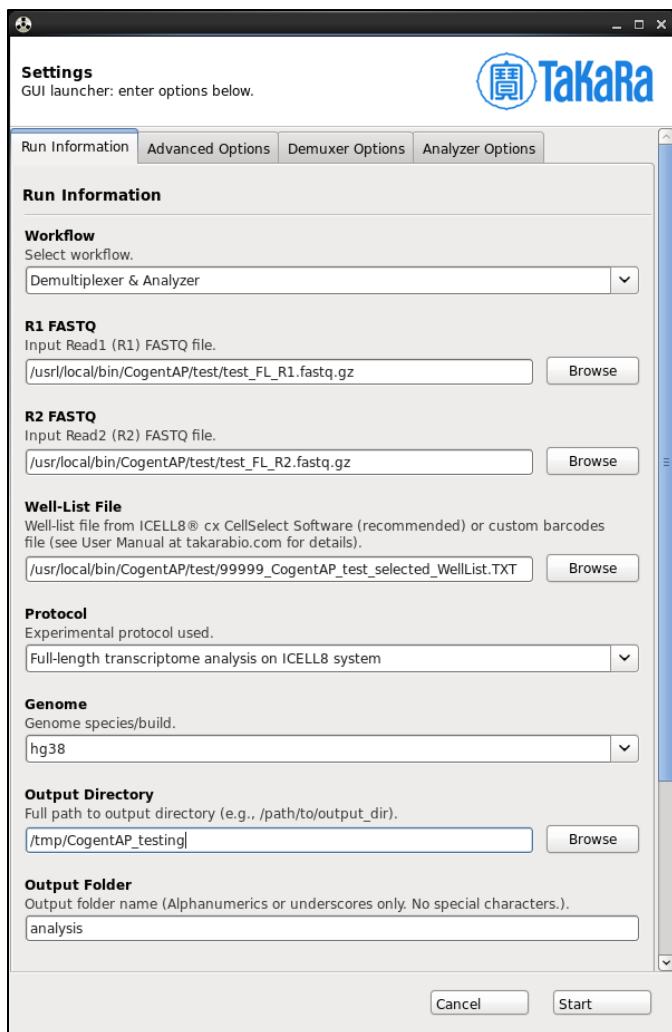 Settings
GUI launcher: enter options below.
寶 TaKaRa
Run Information
Advanced Options
Demuxer Options
Analyzer Options
Run Information
Workflow
Select workflow.
Demultiplexer & Analyzer
R1 FASTQ
Input Read1 (R1) FASTQ file.
/usrl/local/bin/CogentAP/test/test_FL_R1.fastq.gz
Browse
R2 FASTQ
Input Read2 (R2) FASTQ file.
/usr/local/bin/CogentAP/test/test_FL_R2.fastq.gz
Browse
Well-List File
Well-list file from ICELL8® cx CellSelect Software (recommended) or custom barcodes
file (see User Manual at takarabio.com for details).
/usr/local/bin/CogentAP/test/99999_CogentAP_test_selected_WellList.TXT
Browse
Protocol
Experimental protocol used.
Full-length transcriptome analysis on ICELL8 system
Genome
Genome species/build.
hg38
Output Directory
Full path to output directory (e.g., /path/to/output_dir).
/tmp/CogentAP_testing
Browse
Output Folder
Output folder name (Alphanumerics or underscores only. No special characters.).
analysis
Cancel
Start